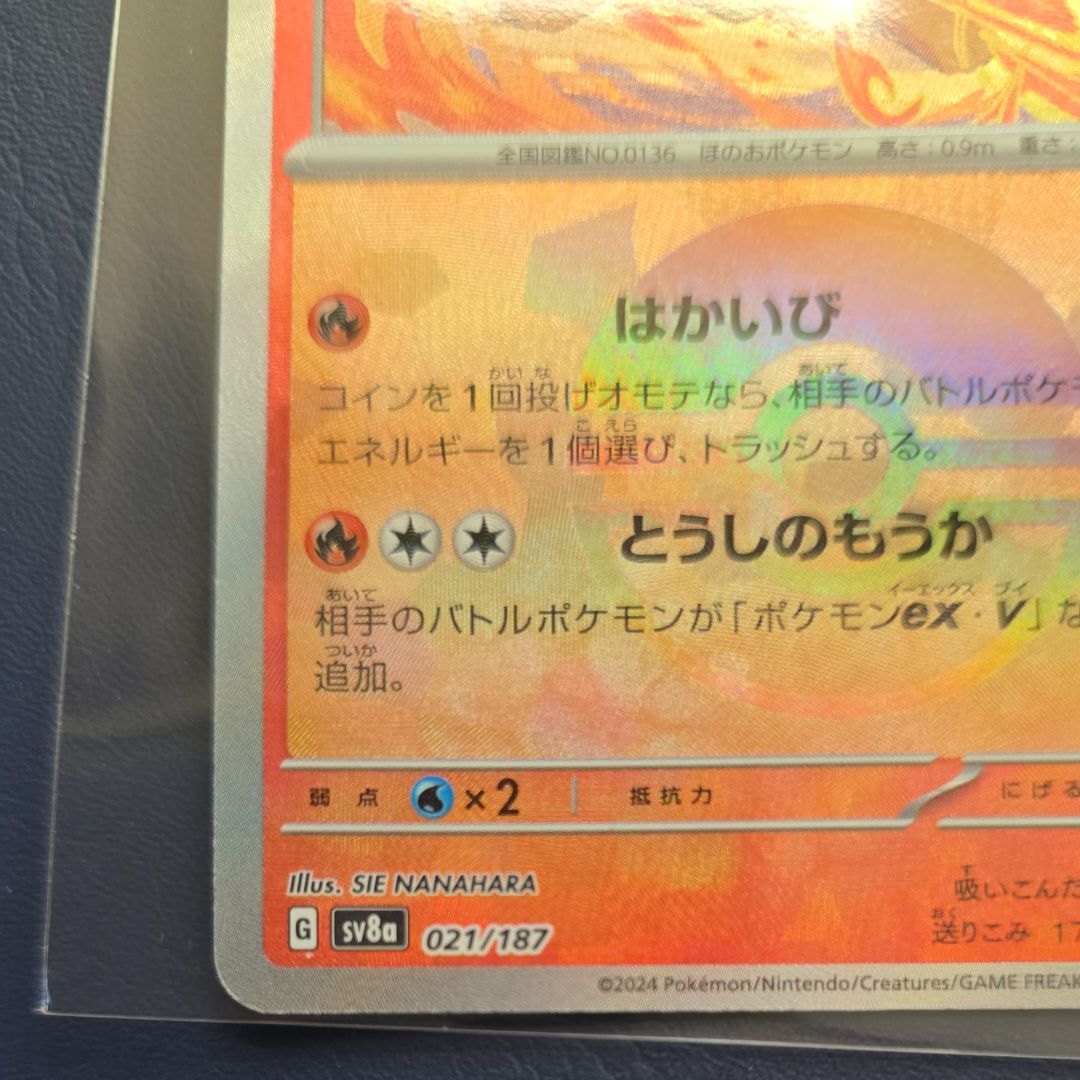 全国図鑑NO.0136 ほのおポケモン 高さ:0.9m 重さ:
はかいび
かいな あいて
コインを1回投げオモテなら、相手のバトルポケモ
こ えら
エネルギーを1個選び、トラッシュする。
とうしのもうか
あいて イーエックス ブイ
相手のバトルポケモンが「ポケモンex・V」な
ついか
追加。
弱点 ×2 抵抗力 にげる
Illus. SIE NANAHARA
す
吸いこんだ
G sv8a 021/187
おく
送りこみ 17
©2024 Pokémon/Nintendo/Creatures/GAME FREAK